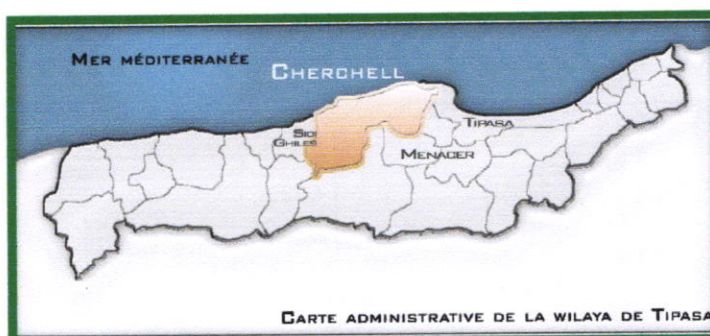 MER MÉDITERRANÉE
CHERCHELL
SIDI
GHILES
TIPASA
MENACER
CARTE ADMINISTRATIVE DE LA WILAYA DE TIPASA